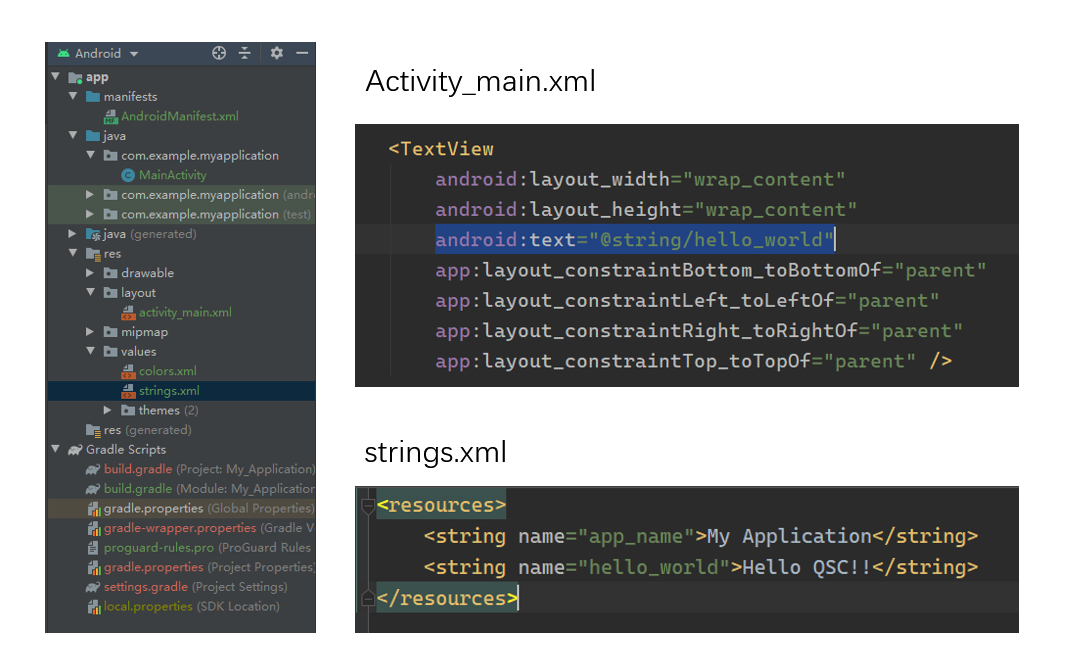 Android
app
manifests
AndroidManifest.xml
java
com.example.myapplication
MainActivity
com.example.myapplication (andr
com.example.myapplication (test)
java (generated)
res
drawable
layout
activity_main.xml
mipmap
values
colors.xml
strings.xml
themes (2)
res (generated)
Gradle Scripts
build.gradle (Project: My_Application)
build.gradle (Module: My_Application
gradle.properties (Global Properties)
gradle-wrapper.properties (Gradle V
proguard-rules.pro (ProGuard Rules
gradle.properties (Project Properties)
settings.gradle (Project Settings)
local.properties (SDK Location)
Activity_main.xml
<TextView
android:layout_width="wrap_content"
android:layout_height="wrap_content"
android:text="@string/hello_world"
app:layout_constraintBottom_toBottomOf="parent"
app:layout_constraintLeft_toLeftOf="parent"
app:layout_constraintRight_toRightOf="parent"
app:layout_constraintTop_toTopOf="parent" />
strings.xml
<resources>
<string name="app_name">My Application</string>
<string name="hello_world">Hello QSC!!</string>
</resources>